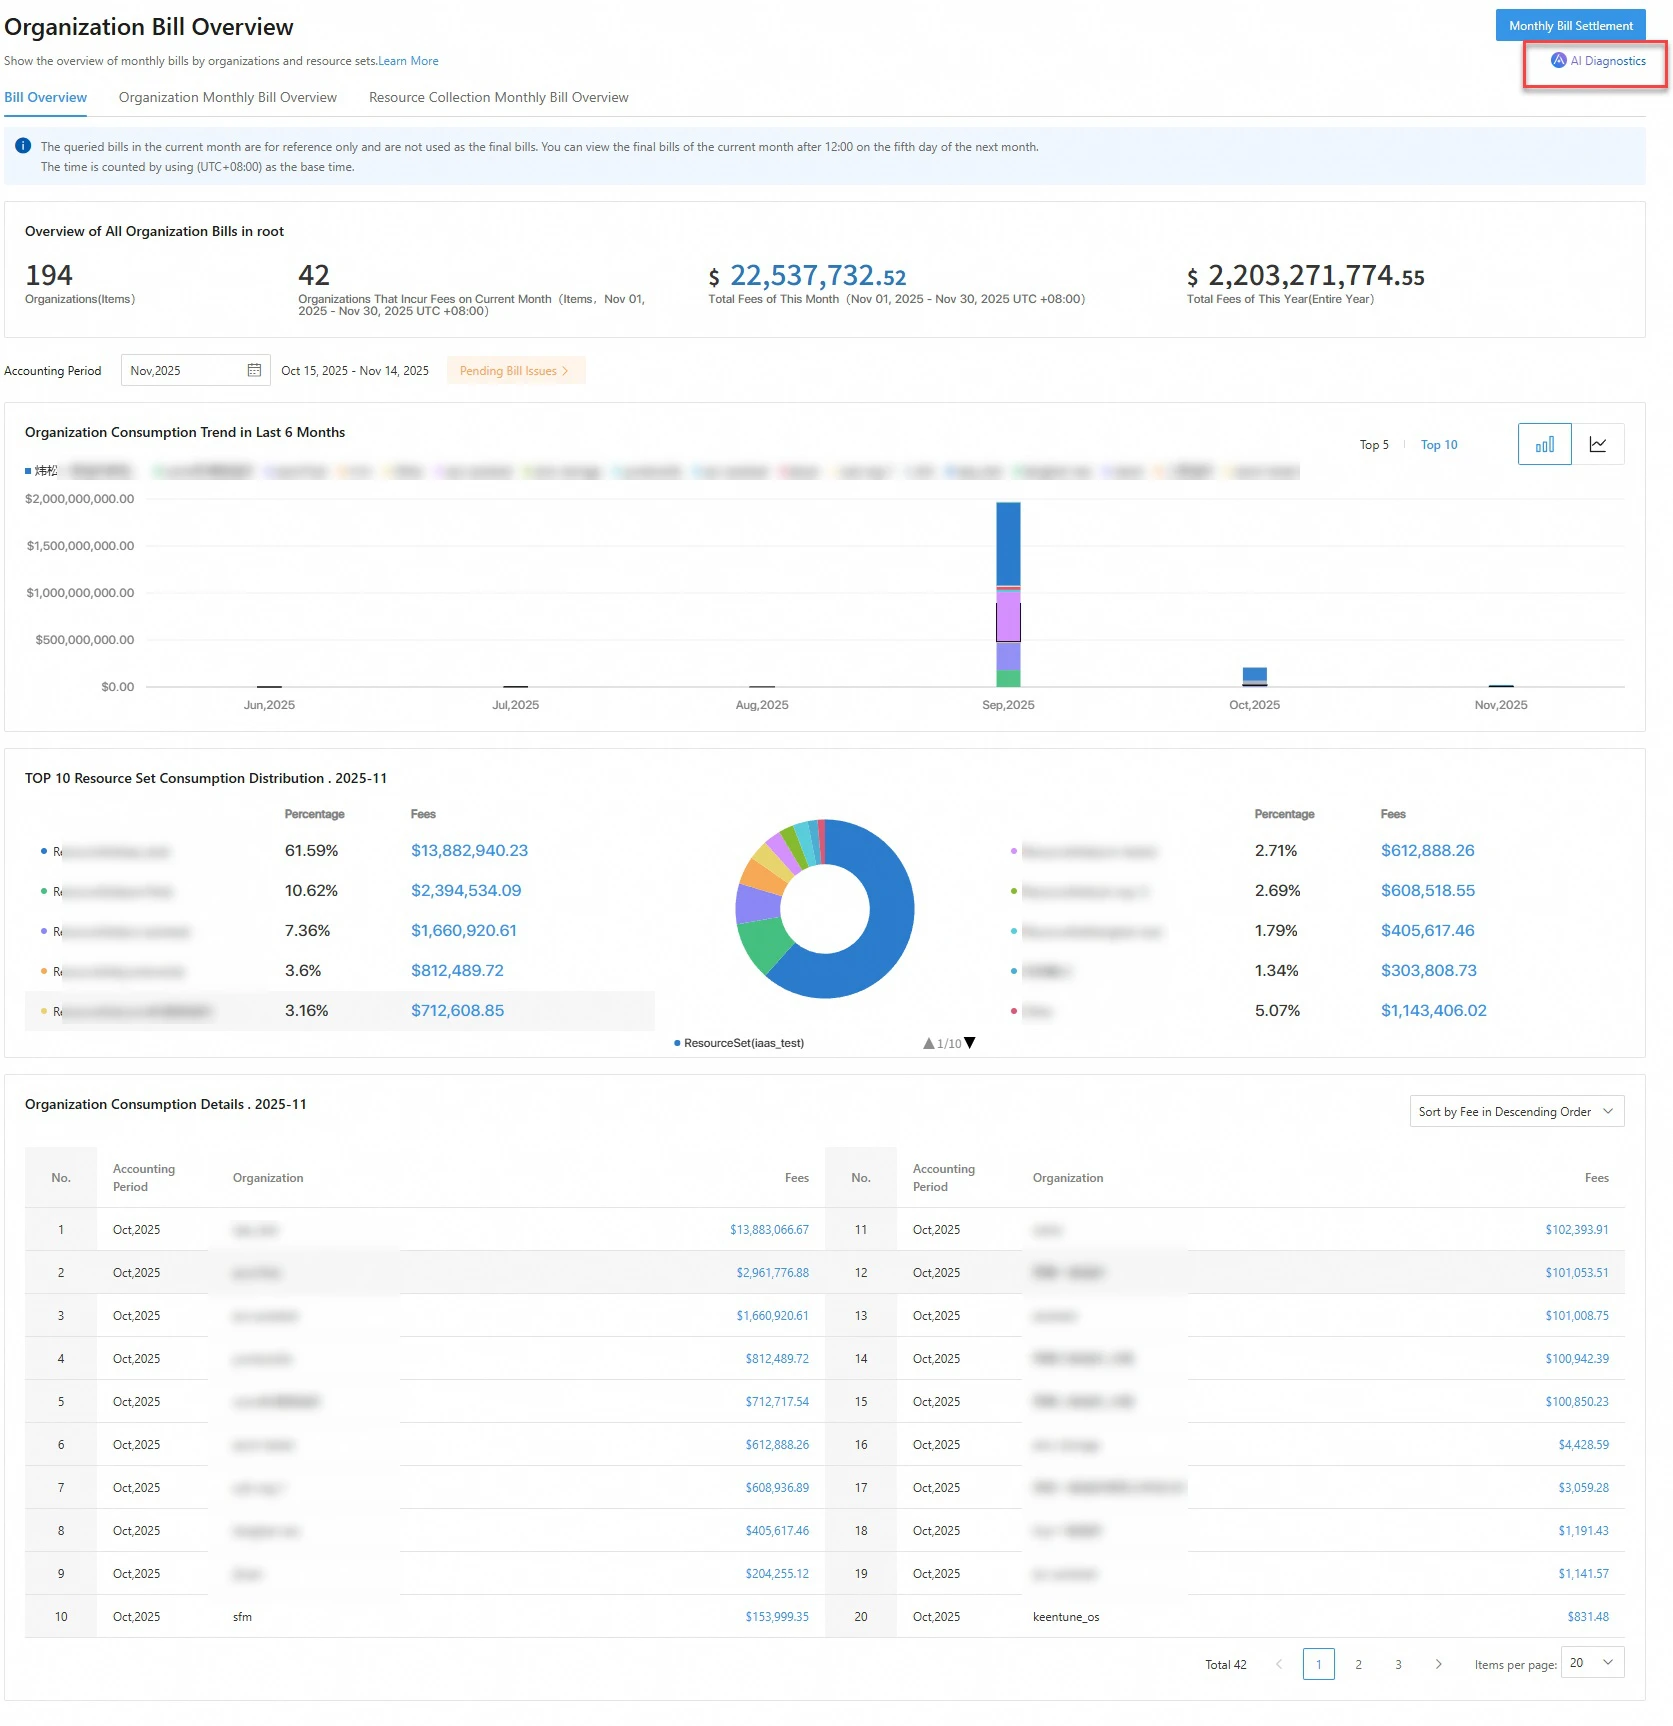 Organization Bill Overview
Monthly Bill Settlement
Show the overview of monthly bills by organizations and resource sets.Learn More
AI Diagnostics
Bill Overview
Organization Monthly Bill Overview
Resource Collection Monthly Bill Overview
The queried bills in the current month are for reference only and are not used as the final bills. You can view the final bills of the current month after 12:00 on the fifth day of the next month.
The time is counted by using (UTC+08:00) as the base time.
Overview of All Organization Bills in root
194
Organizations(Items)
42
Organizations That Incur Fees on Current Month（Items，Nov 01,
2025 - Nov 30, 2025 UTC +08:00）
$ 22,537,732.52
Total Fees of This Month（Nov 01, 2025 - Nov 30, 2025 UTC +08:00）
$ 2,203,271,774.55
Total Fees of This Year(Entire Year)
Accounting Period
Nov,2025
Oct 15, 2025 - Nov 14, 2025
Pending Bill Issues >
Organization Consumption Trend in Last 6 Months
Top 5
Top 10
炜松
$2,000,000,000.00
$1,500,000,000.00
$1,000,000,000.00
$500,000,000.00
$0.00
Jun,2025
Jul,2025
Aug,2025
Sep,2025
Oct,2025
Nov,2025
TOP 10 Resource Set Consumption Distribution . 2025-11
Percentage Fees
61.59% $13,882,940.23
10.62% $2,394,534.09
7.36% $1,660,920.61
3.6% $812,489.72
3.16% $712,608.85
ResourceSet(iaas_test)
1/10
Percentage Fees
2.71% $612,888.26
2.69% $608,518.55
1.79% $405,617.46
1.34% $303,808.73
5.07% $1,143,406.02
Organization Consumption Details . 2025-11
Sort by Fee in Descending Order
No. Accounting Period Organization Fees No. Accounting Period Organization Fees
1 Oct,2025 $13,883,066.67 11 Oct,2025 $102,393.91
2 Oct,2025 $2,961,776.88 12 Oct,2025 $101,053.51
3 Oct,2025 $1,660,920.61 13 Oct,2025 $101,008.75
4 Oct,2025 $812,489.72 14 Oct,2025 $100,942.39
5 Oct,2025 $712,717.54 15 Oct,2025 $100,850.23
6 Oct,2025 $612,888.26 16 Oct,2025 $4,428.59
7 Oct,2025 $608,936.89 17 Oct,2025 $3,059.28
8 Oct,2025 $405,617.46 18 Oct,2025 $1,191.43
9 Oct,2025 $204,255.12 19 Oct,2025 $1,141.57
10 Oct,2025 sfm $153,999.35 20 Oct,2025 keentune_os $831.48
Total 42 < 1 2 3 > Items per page: 20